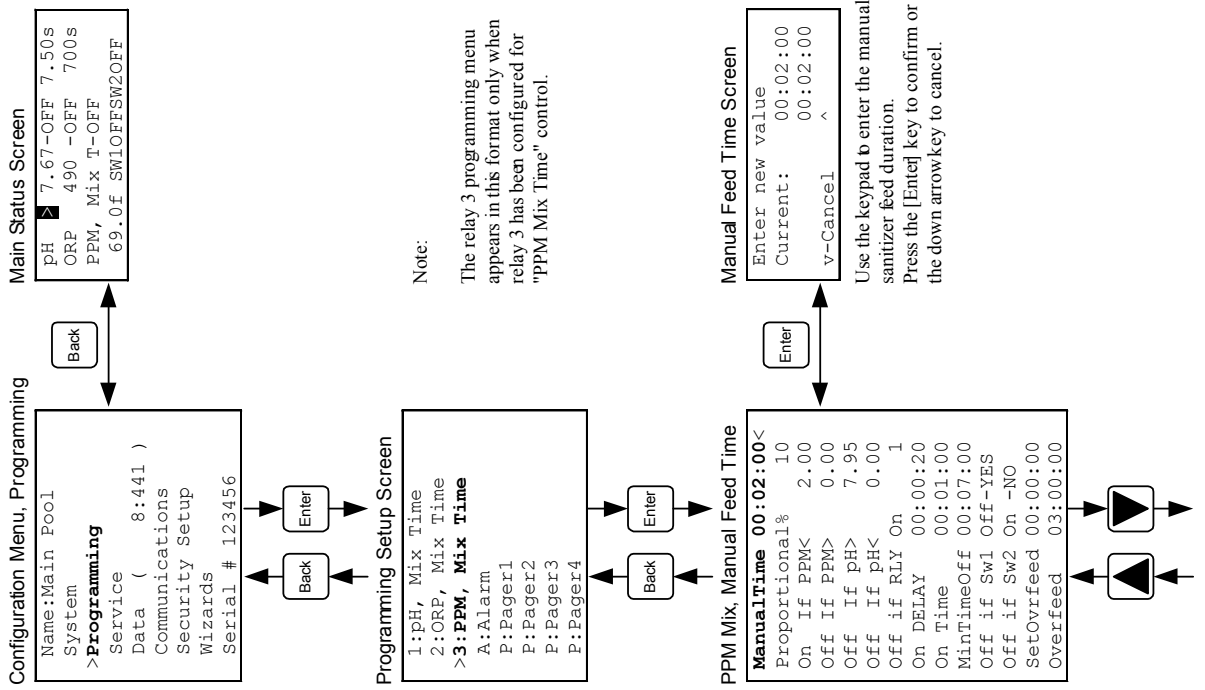 Configuration Menu, Programming
Name:Main Pool
System
>Programming
Service
Data ( 8:441 )
Communications
Security Setup
Wizards
Serial # 123456
Back
Main Status Screen
pH > 7.67-OFF 7.50s
ORP 490 -OFF 700s
PPM, Mix T-OFF
69.0f SW1OFFSW2OFF
Back
Enter
Programming Setup Screen
1:pH, Mix Time
2:ORP, Mix Time
>3:PPM, Mix Time
A:Alarm
P:Pager1
P:Pager2
P:Pager3
P:Pager4
Note:
The relay 3 programming menu
appears in this format only when
relay 3 has been configured for
"PPM Mix Time" control.
Back
Enter
PPM Mix, Manual Feed Time
ManualTime 00:02:00<
Proportional% 10
On If PPM< 2.00
Off If PPM> 0.00
Off If pH> 7.95
Off If pH< 0.00
Off if RLY On 1
On DELAY 00:00:20
On Time 00:01:00
MinTimeOff 00:07:00
Off if Sw1 Off-YES
Off if Sw2 On -NO
SetOvrfeed 00:00:00
Overfeed 03:00:00
Enter
Manual Feed Time Screen
Enter new value
Current: 00:02:00
00:02:00
v-Cancel ^
Use the keypad to enter the manual
sanitizer feed duration.
Press the [Enter] key to confirm or
the down arrow key to cancel.